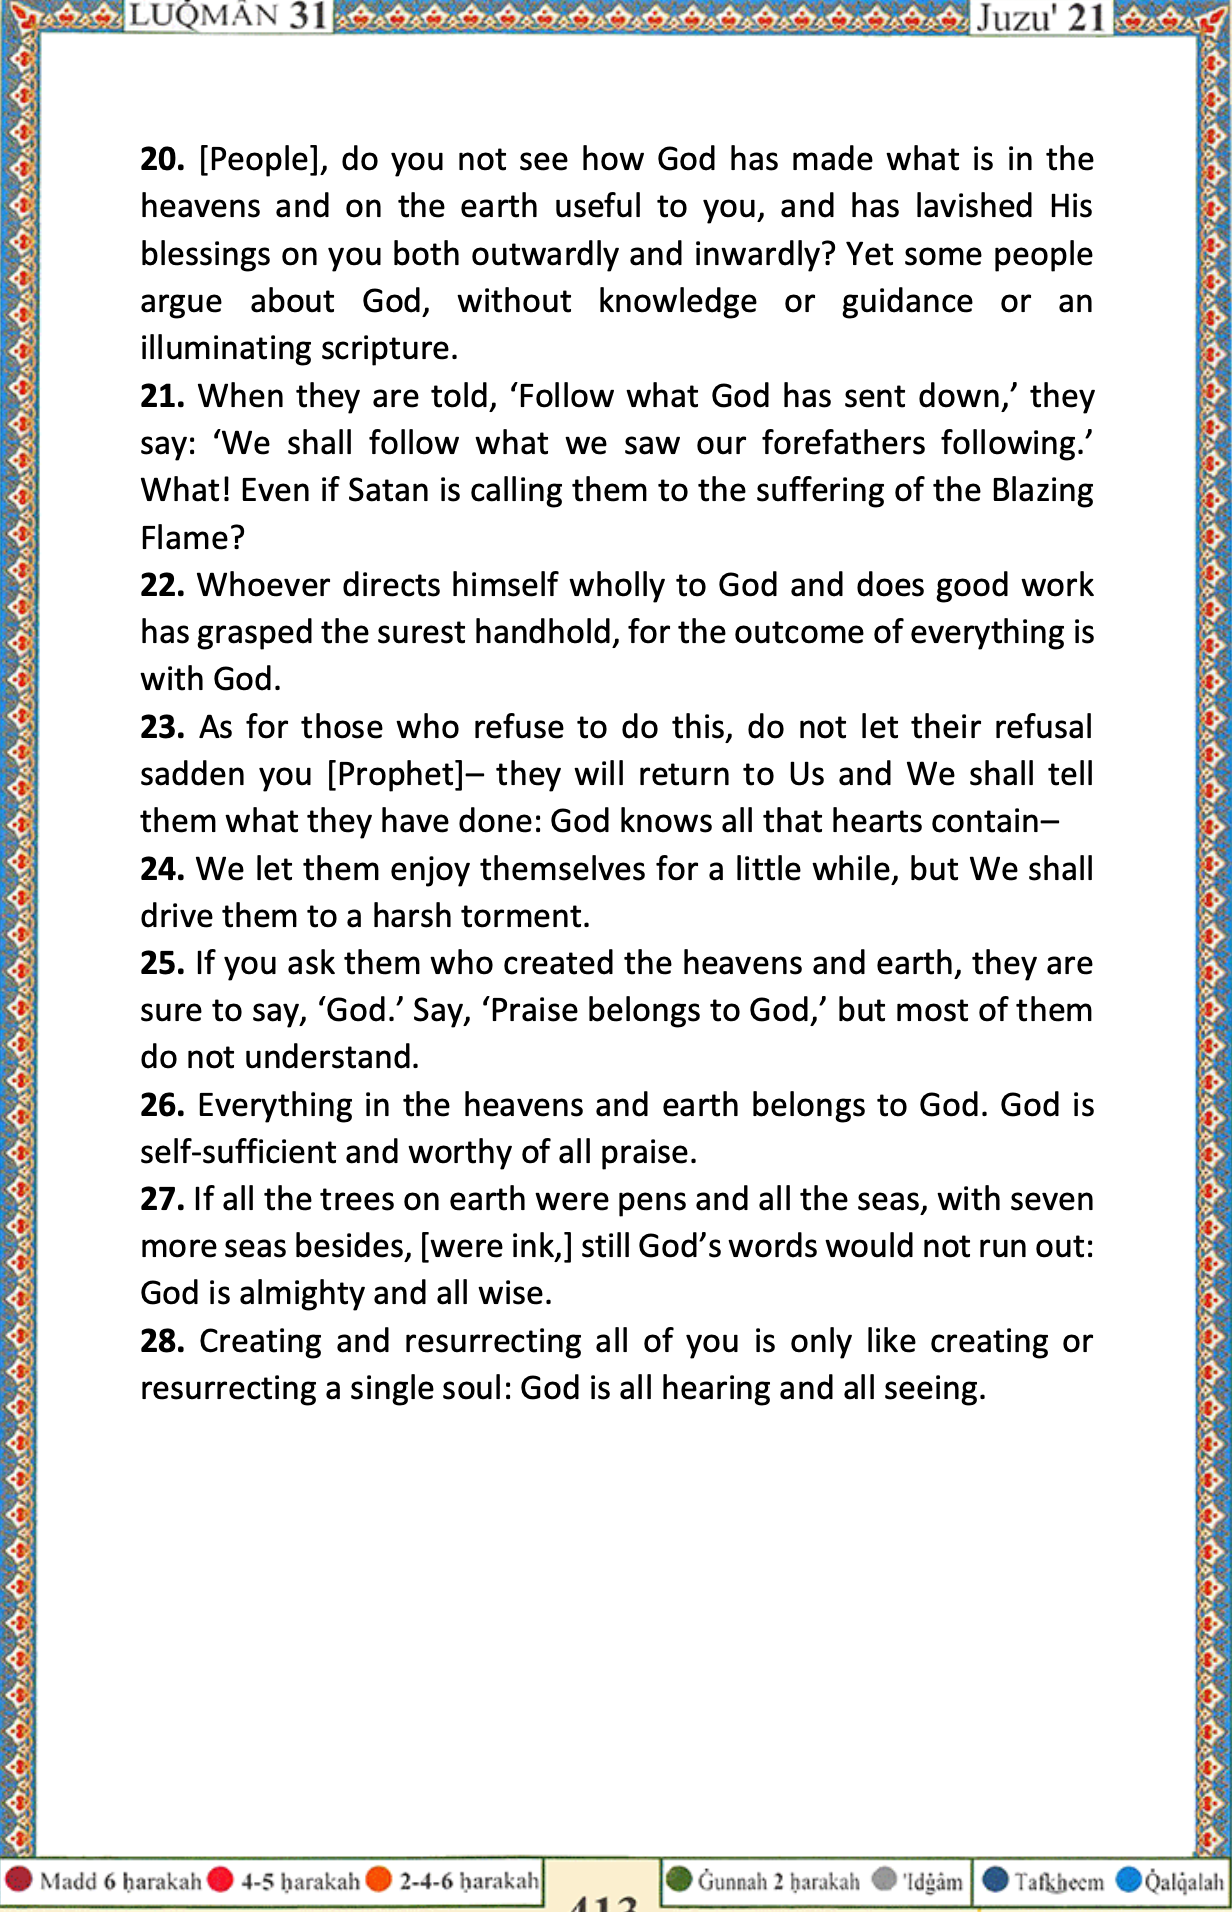 LUQMÂN 31
Juzu' 21
20. [People], do you not see how God has made what is in the
heavens and on the earth useful to you, and has lavished His
blessings on you both outwardly and inwardly? Yet some people
argue about God, without knowledge or guidance or an
illuminating scripture.
21. When they are told, ‘Follow what God has sent down,’ they
say: ‘We shall follow what we saw our forefathers following.’
What! Even if Satan is calling them to the suffering of the Blazing
Flame?
22. Whoever directs himself wholly to God and does good work
has grasped the surest handhold, for the outcome of everything is
with God.
23. As for those who refuse to do this, do not let their refusal
sadden you [Prophet]– they will return to Us and We shall tell
them what they have done: God knows all that hearts contain–
24. We let them enjoy themselves for a little while, but We shall
drive them to a harsh torment.
25. If you ask them who created the heavens and earth, they are
sure to say, ‘God.’ Say, ‘Praise belongs to God,’ but most of them
do not understand.
26. Everything in the heavens and earth belongs to God. God is
self-sufficient and worthy of all praise.
27. If all the trees on earth were pens and all the seas, with seven
more seas besides, [were ink,] still God’s words would not run out:
God is almighty and all wise.
28. Creating and resurrecting all of you is only like creating or
resurrecting a single soul: God is all hearing and all seeing.
Madd 6 ḥarakah 4-5 ḥarakah 2-4-6 ḥarakah
413
Ġunnah 2 ḥarakah 'Idġâm Tafkheem Qalqalah